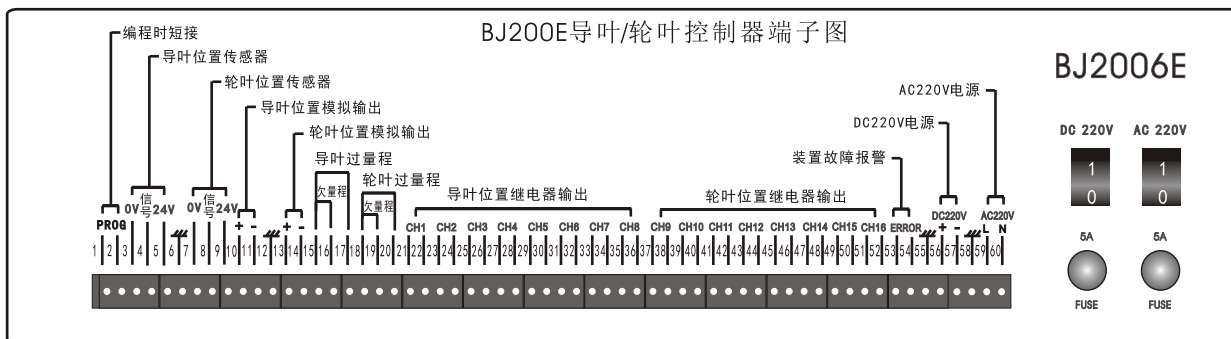 BJ200E导叶/轮叶控制器端子图
BJ2006E
编程时短接
导叶位置传感器
轮叶位置传感器
导叶位置模拟输出
轮叶位置模拟输出
导叶过量程
欠量程
轮叶过量程
欠量程
导叶位置继电器输出
轮叶位置继电器输出
装置故障报警
DC220V电源
AC220V电源
PROG
0V信号24V
0V信号24V
+ -
+ -
CH1 CH2 CH3 CH4 CH5 CH6 CH7 CH8 CH9 CH10 CH11 CH12 CH13 CH14 CH15 CH16 ERROR
DC220V
+ -
AC220V
L N
1 2 3 4 5 6 7 8 9 10 11 12 13 14 15 16 17 18 19 20 21 22 23 24 25 26 27 28 29 30 31 32 33 34 35 36 37 38 39 40 41 42 43 44 45 46 47 48 49 50 51 52 53 54 55 56 57 58 59 60
DC 220V AC 220V
1 1
0 0
5A 5A
FUSE FUSE